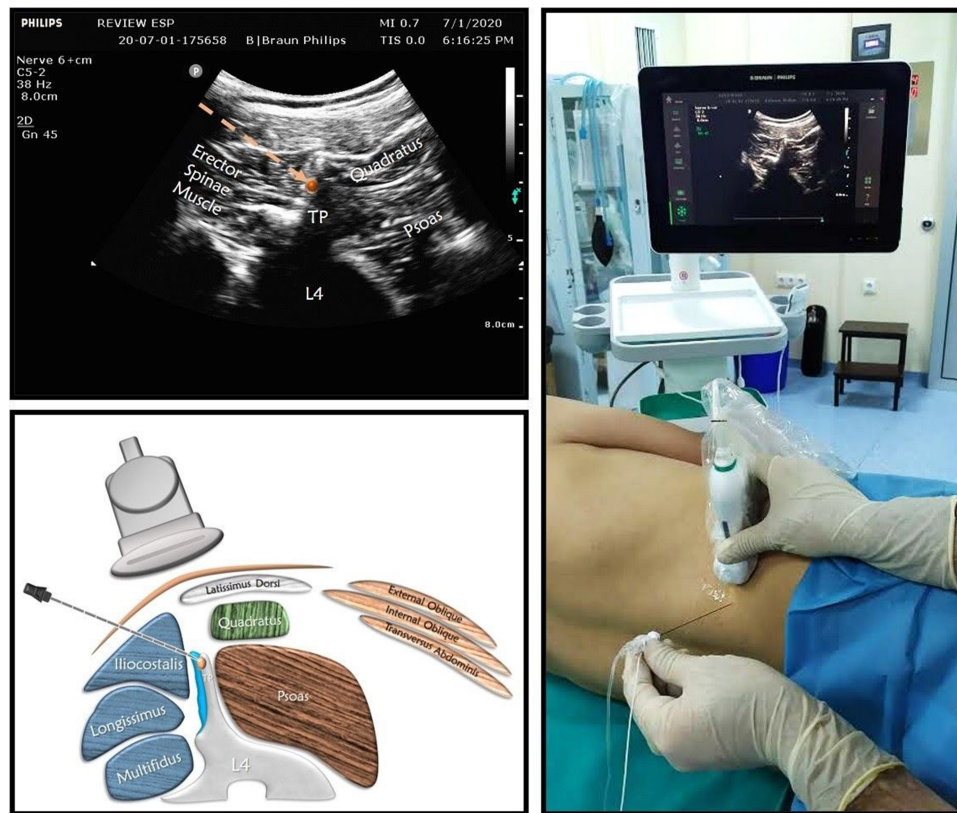 PHILIPS REVIEW ESP MI 0.7 7/1/2020
20-07-01-175658 B|Braun Philips TIS 0.0 6:16:25 PM
Nerve 6+cm
C5-2
38 Hz
8.0cm
2D
Gn 45
P
Erector
Spinae
Muscle
Quadratus
TP
Psoas
5
L4
8.0cm
Latissimus Dorsi
Quadratus
External Oblique
Internal Oblique
Transversus Abdominis
Iliocostalis
Longissimus
Multifidus
Psoas
L4
B|BRAUN | PHILIPS